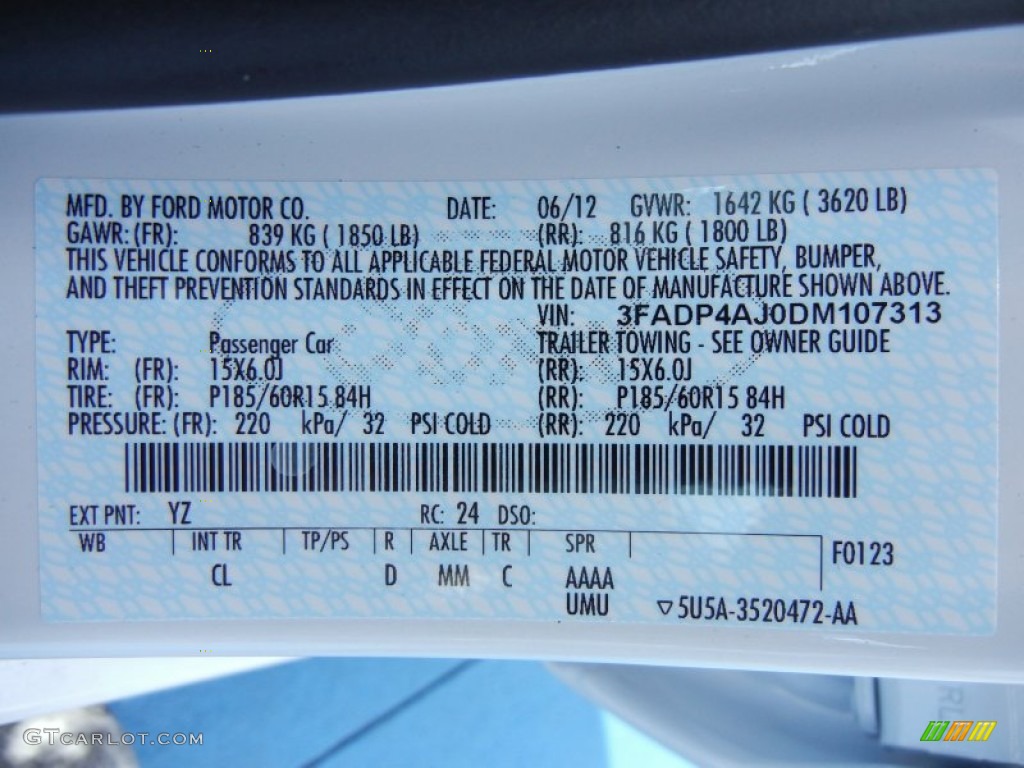 MFD. BY FORD MOTOR CO. DATE: 06/12 GVWR: 1642 KG ( 3620 LB)
GAWR: (FR): 839 KG ( 1850 LB) (RR): 816 KG ( 1800 LB)
THIS VEHICLE CONFORMS TO ALL APPLICABLE FEDERAL MOTOR VEHICLE SAFETY, BUMPER,
AND THEFT PREVENTION STANDARDS IN EFFECT ON THE DATE OF MANUFACTURE SHOWN ABOVE.
VIN: 3FADP4AJ0DM107313
TYPE: Passenger Car TRAILER TOWING - SEE OWNER GUIDE
RIM: (FR): 15X6.0J (RR): 15X6.0J
TIRE: (FR): P185/60R15 84H (RR): P185/60R15 84H
PRESSURE: (FR): 220 kPa/ 32 PSI COLD (RR): 220 kPa/ 32 PSI COLD
EXT PNT: YZ RC: 24 DSO:
WB INT TR TP/PS R AXLE TR SPR F0123
CL D MM C AAAA
UMU ▽5U5A-3520472-AA
GTCARLOT.COM